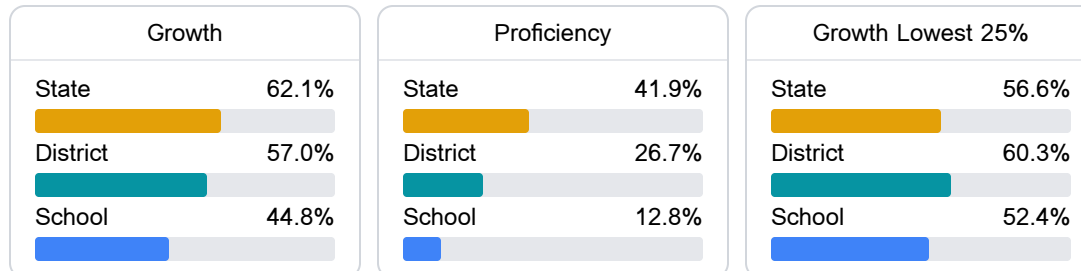 Growth
State 62.1%
District 57.0%
School 44.8%
Proficiency
State 41.9%
District 26.7%
School 12.8%
Growth Lowest 25%
State 56.6%
District 60.3%
School 52.4%